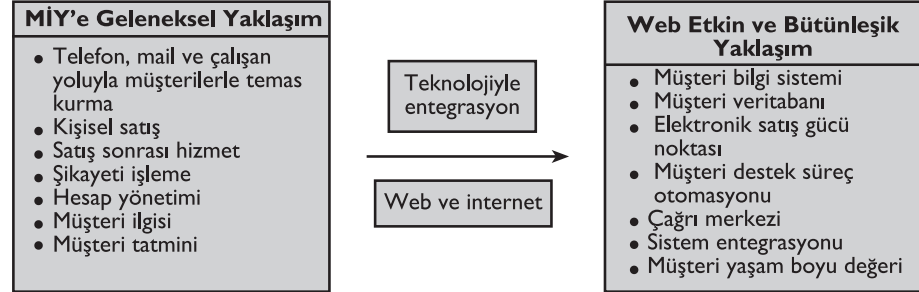 MİY'e Geleneksel Yaklaşım
• Telefon, mail ve çalışan
yoluyla müşterilerle temas
kurma
• Kişisel satış
• Satış sonrası hizmet
• Şikayeti işleme
• Hesap yönetimi
• Müşteri ilgisi
• Müşteri tatmini
Teknolojiyle
entegrasyon
Web ve internet
Web Etkin ve Bütünleşik
Yaklaşım
• Müşteri bilgi sistemi
• Müşteri veritabanı
• Elektronik satış gücü
noktası
• Müşteri destek süreç
otomasyonu
• Çağrı merkezi
• Sistem entegrasyonu
• Müşteri yaşam boyu değeri